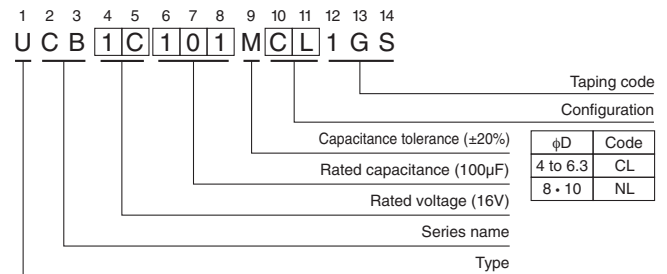 1 2 3 4 5 6 7 8 9 10 11 12 13 14
U C B 1 C 1 0 1 M C L 1 G S
Taping code
Configuration
Capacitance tolerance (±20%)
Rated capacitance (100µF)
Rated voltage (16V)
Series name
Type
ϕD Code
4 to 6.3 CL
8 • 10 NL